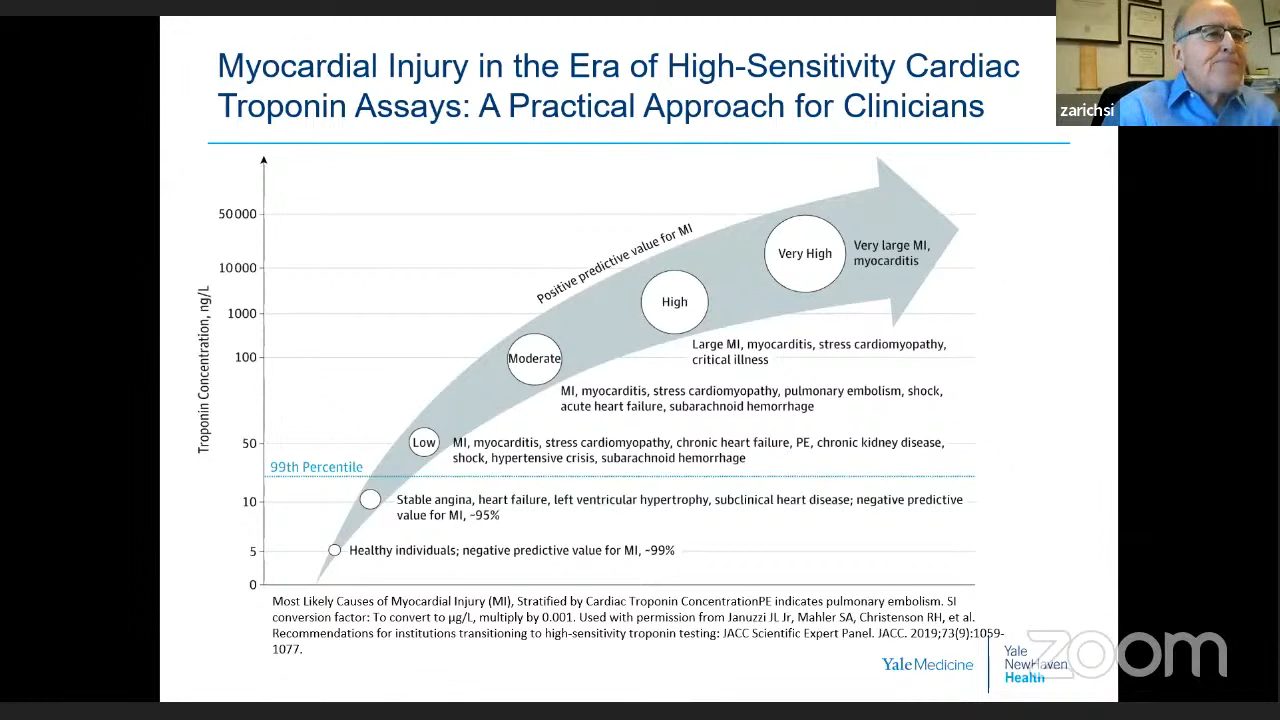 Myocardial Injury in the Era of High-Sensitivity Cardiac
Troponin Assays: A Practical Approach for Clinicians
zarichsi
Troponin Concentration, ng/L
50 000
10 000
1000
100
50
10
5
0
99th Percentile
Positive predictive value for MI
Very High
Very large MI,
myocarditis
High
Large MI, myocarditis, stress cardiomyopathy,
critical illness
Moderate
MI, myocarditis, stress cardiomyopathy, pulmonary embolism, shock,
acute heart failure, subarachnoid hemorrhage
Low
MI, myocarditis, stress cardiomyopathy, chronic heart failure, PE, chronic kidney disease,
shock, hypertensive crisis, subarachnoid hemorrhage
Stable angina, heart failure, left ventricular hypertrophy, subclinical heart disease; negative predictive
value for MI, ~95%
Healthy individuals; negative predictive value for MI, ~99%
Most Likely Causes of Myocardial Injury (MI), Stratified by Cardiac Troponin ConcentrationPE indicates pulmonary embolism. SI
conversion factor: To convert to μg/L, multiply by 0.001. Used with permission from Januzzi JL Jr, Mahler SA, Christenson RH, et al.
Recommendations for institutions transitioning to high-sensitivity troponin testing: JACC Scientific Expert Panel. JACC. 2019;73(9):1059-
1077.
Yale Medicine
Yale
NewHaven
Health
zoom